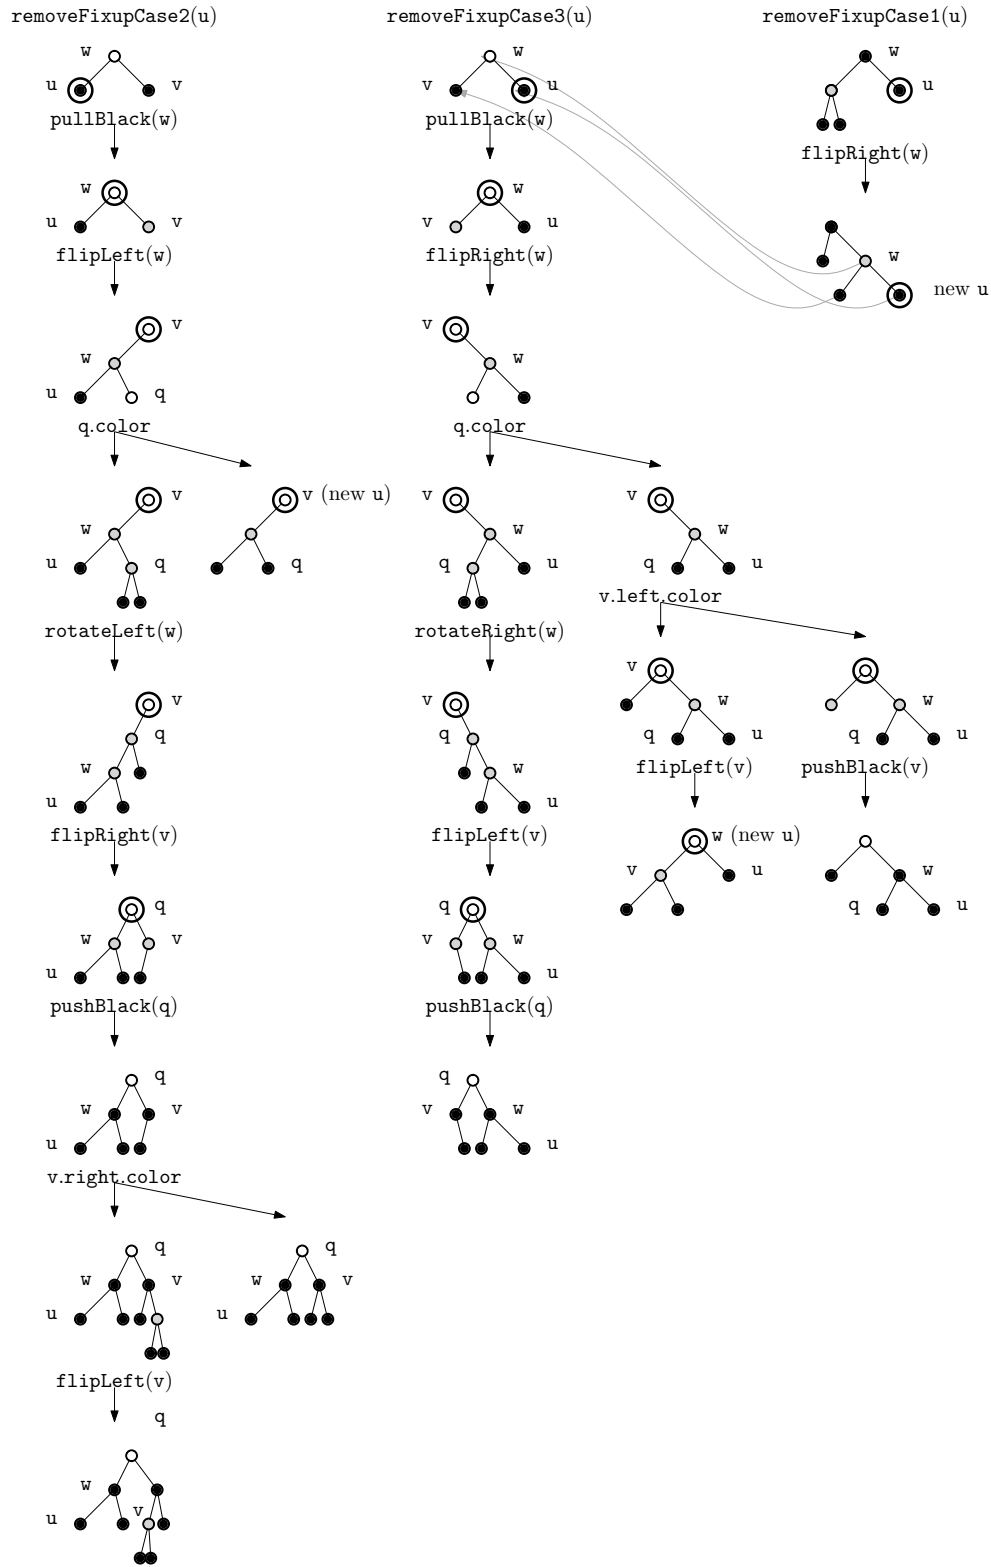 removeFixupCase2(u) removeFixupCase3(u) removeFixupCase1(u)
w w w
u v v u u
pullBlack(w) pullBlack(w)
flipRight(w)
w w
u v v u
flipLeft(w) flipRight(w) w
new u
v v
w w
u q
q.color q.color
v v (new u) v v
w w w
u q q q u q u
v.left.color
rotateLeft(w) rotateRight(w)
v w w
v v
q q q u q u
flipLeft(v) pushBlack(v)
w w
u u
flipRight(v) flipLeft(v) w (new u)
v u w
q q q u
w v v w
u u
pushBlack(q) pushBlack(q)
q q
w v v w
u u
v.right.color
q q
w v w v
u u
flipLeft(v)
q
w
v
u